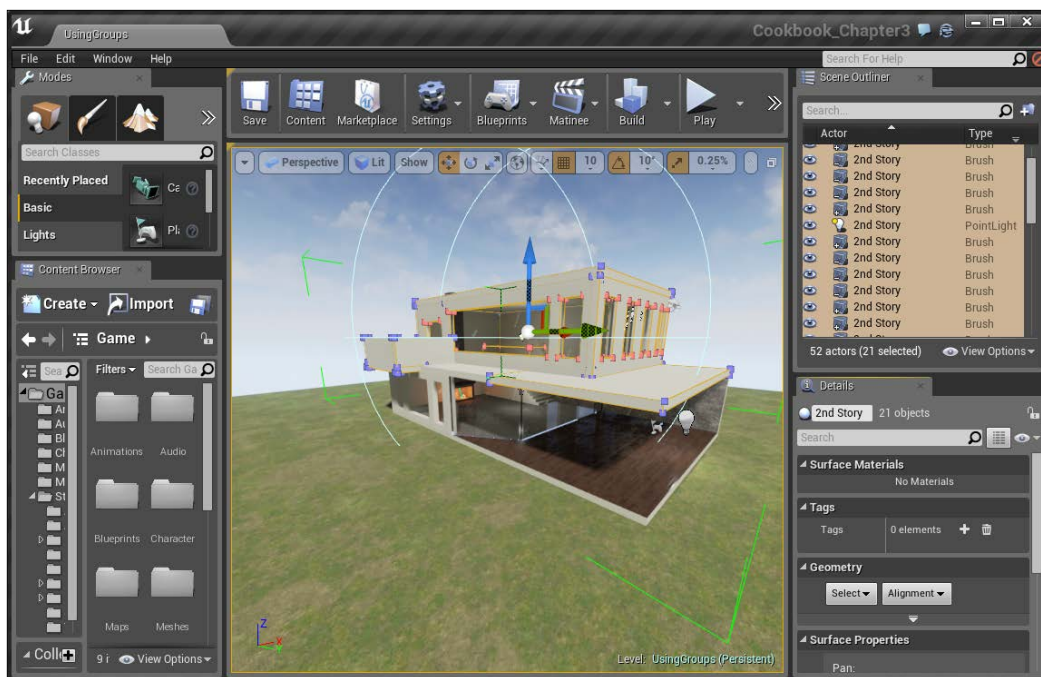 UsingGroups
Cookbook_Chapter3
File Edit Window Help
Search For Help
Modes
Search Classes
Recently Placed
Basic
Lights
Save Content Marketplace Settings Blueprints Matinee Build Play
Perspective Lit Show 10 10° 0.25%
Content Browser
Create Import
Game
Filters
Animations Audio
Blueprints Character
Maps Meshes
View Options
Level: UsingGroups (Persistent)
Z
X
Scene Outliner
Search...
Actor Type
2nd Story Brush
2nd Story Brush
2nd Story Brush
2nd Story Brush
2nd Story Brush
2nd Story PointLight
2nd Story Brush
2nd Story Brush
2nd Story Brush
2nd Story Brush
2nd Story Brush
2nd Story Brush
52 actors (21 selected) View Options
Details
2nd Story 21 objects
Search
Surface Materials
No Materials
Tags
Tags 0 elements
Geometry
Select Alignment
Surface Properties
Pan: